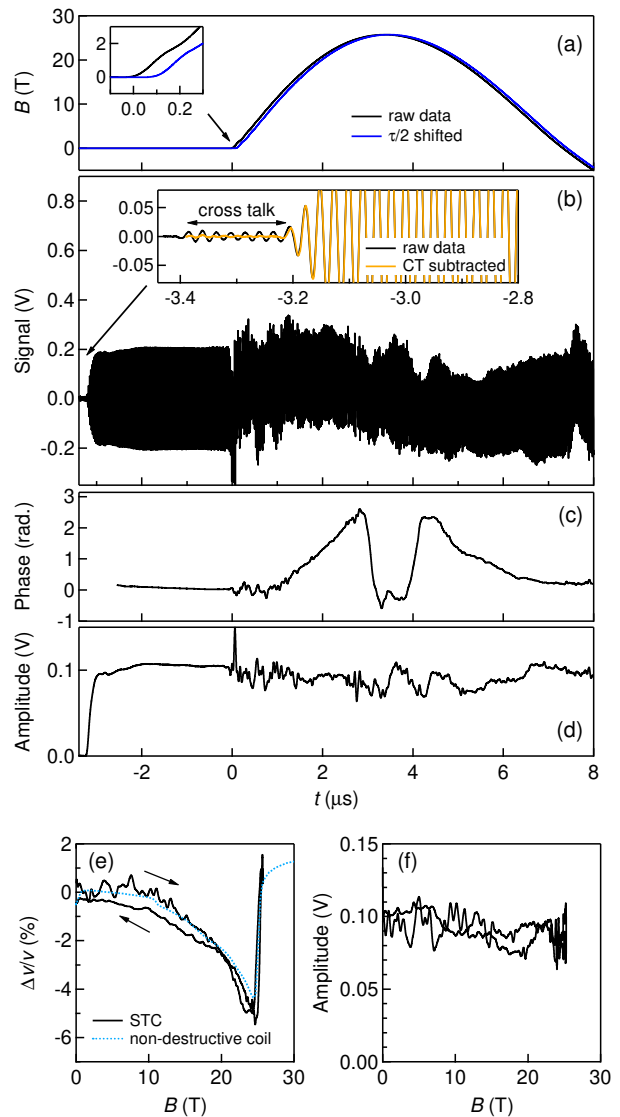 (a)
B (T)
30
20
10
0
2
0
0.0
0.2
raw data
τ/2 shifted
(b)
Signal (V)
0.8
0.6
0.4
0.2
0.0
-0.2
0.05
0.00
-0.05
cross talk
raw data
CT subtracted
-3.4
-3.2
-3.0
-2.8
(c)
Phase (rad.)
3
2
1
0
-1
(d)
Amplitude (V)
0.1
0.0
-2
0
2
4
6
8
t (μs)
(e)
Δv/v (%)
2
0
-2
-4
-6
STC
non-destructive coil
0
10
20
30
B (T)
(f)
Amplitude (V)
0.15
0.10
0.05
0.00
0
10
20
30
B (T)